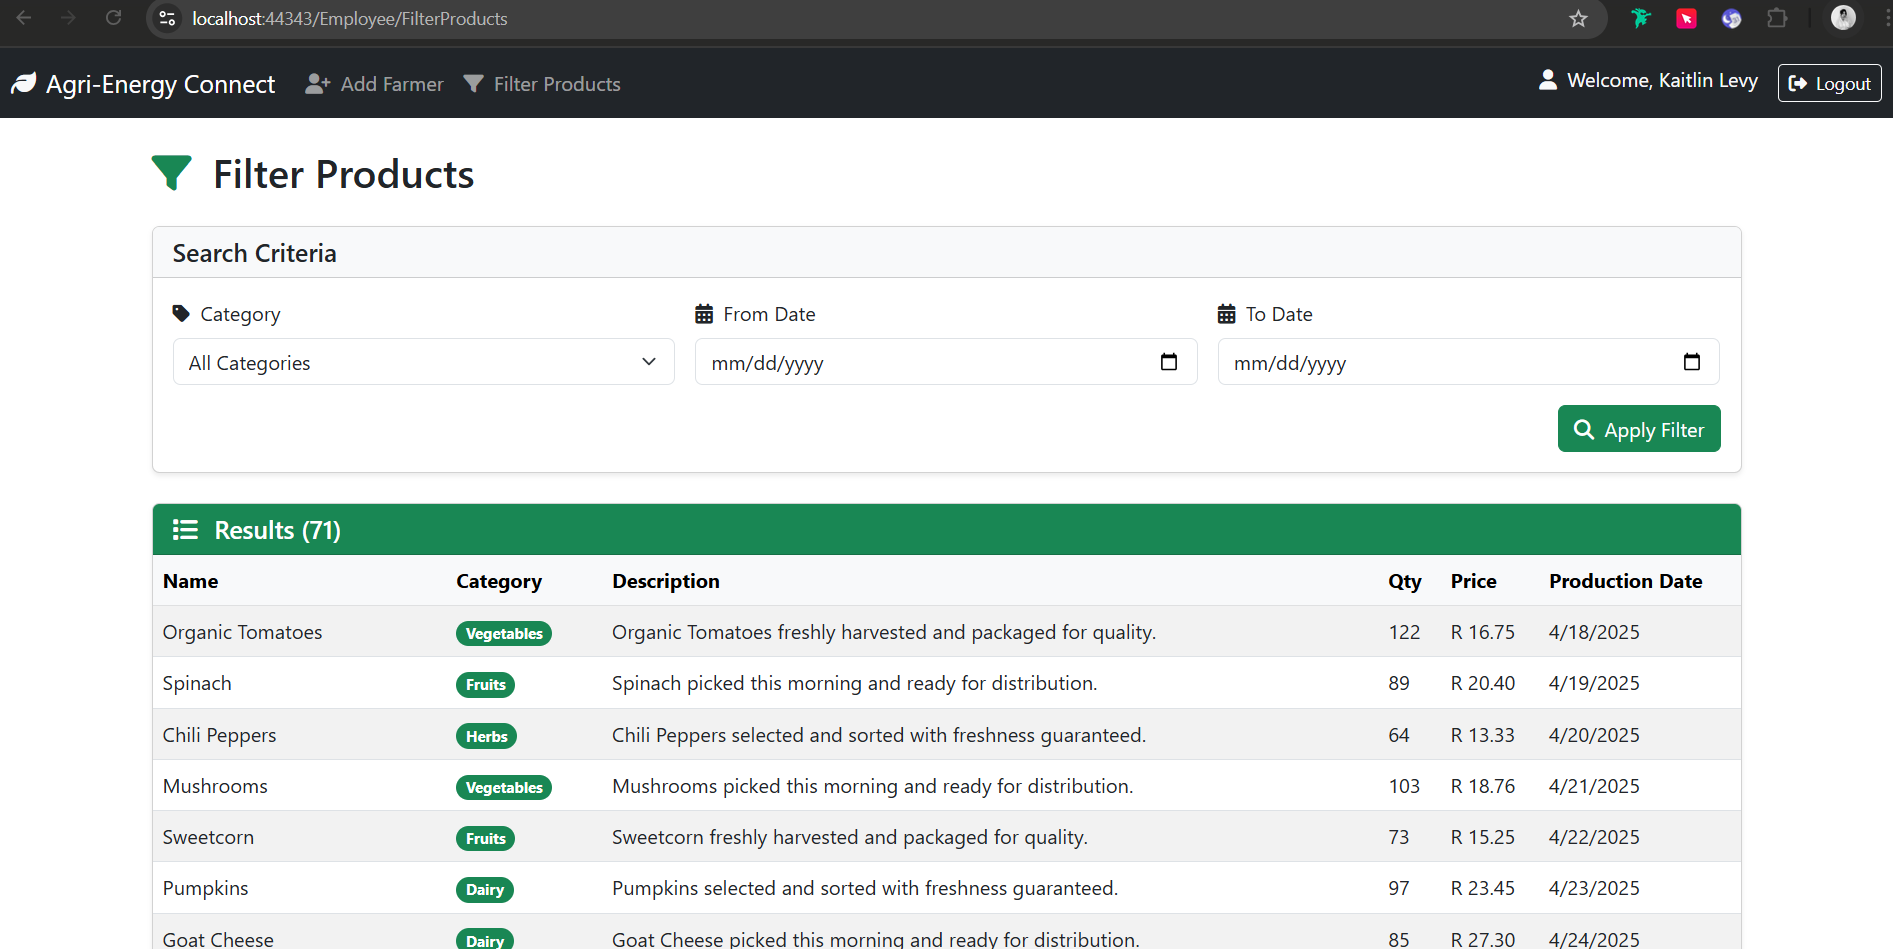 localhost:44343/Employee/FilterProducts
Agri-Energy Connect Add Farmer Filter Products Welcome, Kaitlin Levy Logout
Filter Products
Search Criteria
Category From Date To Date
All Categories mm/dd/yyyy mm/dd/yyyy
Apply Filter
Results (71)
Name Category Description Qty Price Production Date
Organic Tomatoes Vegetables Organic Tomatoes freshly harvested and packaged for quality. 122 R 16.75 4/18/2025
Spinach Fruits Spinach picked this morning and ready for distribution. 89 R 20.40 4/19/2025
Chili Peppers Herbs Chili Peppers selected and sorted with freshness guaranteed. 64 R 13.33 4/20/2025
Mushrooms Vegetables Mushrooms picked this morning and ready for distribution. 103 R 18.76 4/21/2025
Sweetcorn Fruits Sweetcorn freshly harvested and packaged for quality. 73 R 15.25 4/22/2025
Pumpkins Dairy Pumpkins selected and sorted with freshness guaranteed. 97 R 23.45 4/23/2025
Goat Cheese Dairy Goat Cheese picked this morning and ready for distribution. 85 R 27.30 4/24/2025